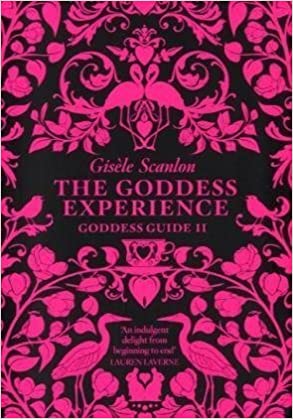 Gisèle Scanlon
THE GODDESS
EXPERIENCE
GODDESS GUIDE II
'An indulgent
delight from
beginning to end'
LAUREN LAVERNE